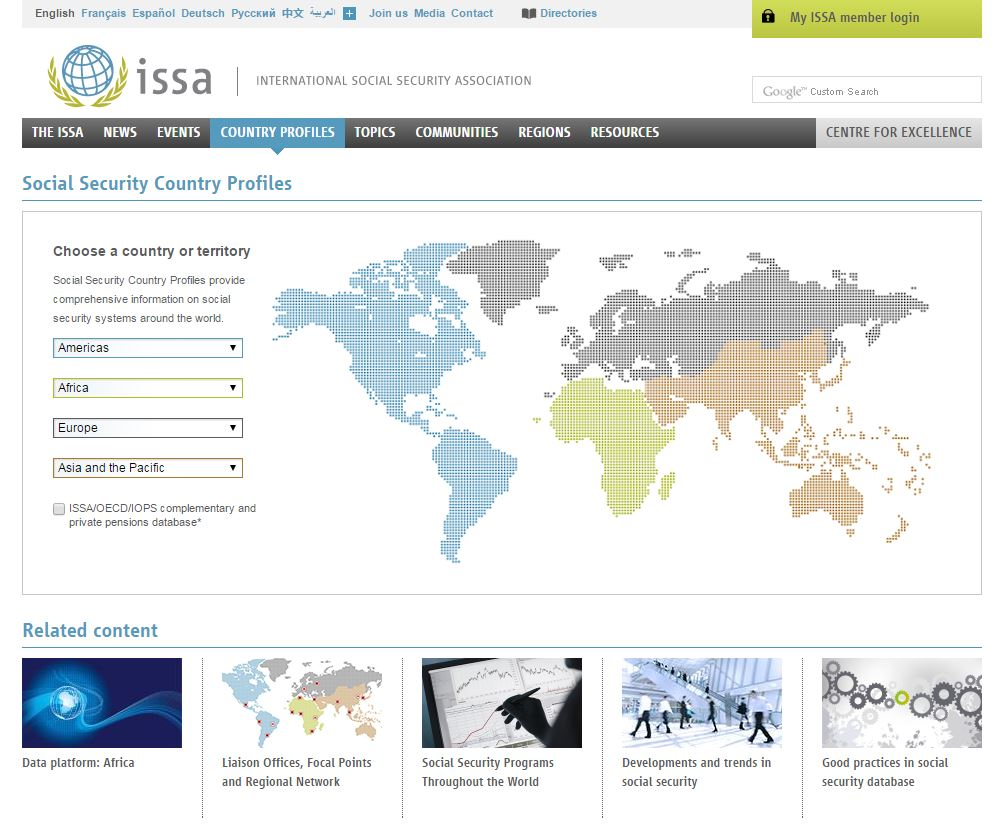 English Français Español Deutsch Русский 中文 العربية + Join us Media Contact Directories
My ISSA member login
issa
INTERNATIONAL SOCIAL SECURITY ASSOCIATION
Google™ Custom Search
THE ISSA NEWS EVENTS COUNTRY PROFILES TOPICS COMMUNITIES REGIONS RESOURCES CENTRE FOR EXCELLENCE
Social Security Country Profiles
Choose a country or territory
Social Security Country Profiles provide
comprehensive information on social
security systems around the world.
Americas
Africa
Europe
Asia and the Pacific
ISSA/OECD/IOPS complementary and
private pensions database*
Related content
Data platform: Africa
Liaison Offices, Focal Points
and Regional Network
Social Security Programs
Throughout the World
Developments and trends in
social security
Good practices in social
security database